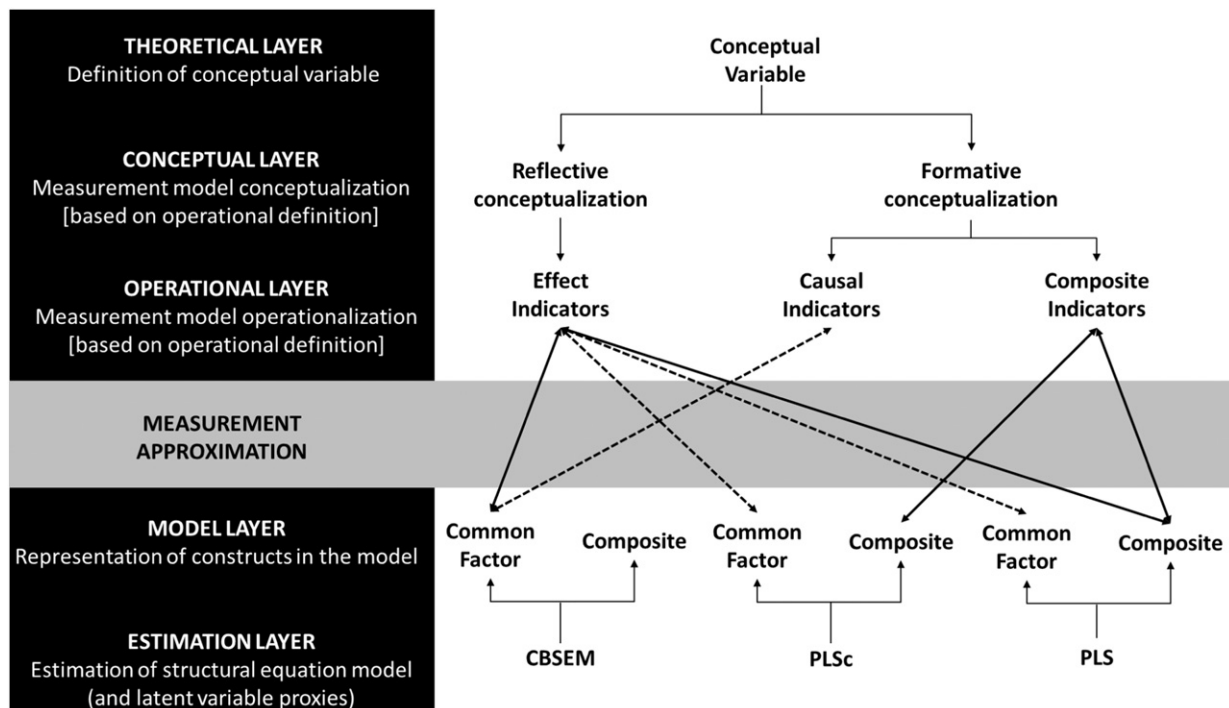 THEORETICAL LAYER
Definition of conceptual variable
Conceptual
Variable
CONCEPTUAL LAYER
Measurement model conceptualization
[based on operational definition]
Reflective
conceptualization
Formative
conceptualization
OPERATIONAL LAYER
Measurement model operationalization
[based on operational definition]
Effect
Indicators
Causal
Indicators
Composite
Indicators
MEASUREMENT
APPROXIMATION
MODEL LAYER
Representation of constructs in the model
Common
Factor
Composite
Common
Factor
Composite
Common
Factor
Composite
ESTIMATION LAYER
Estimation of structural equation model
(and latent variable proxies)
CBSEM
PLSc
PLS